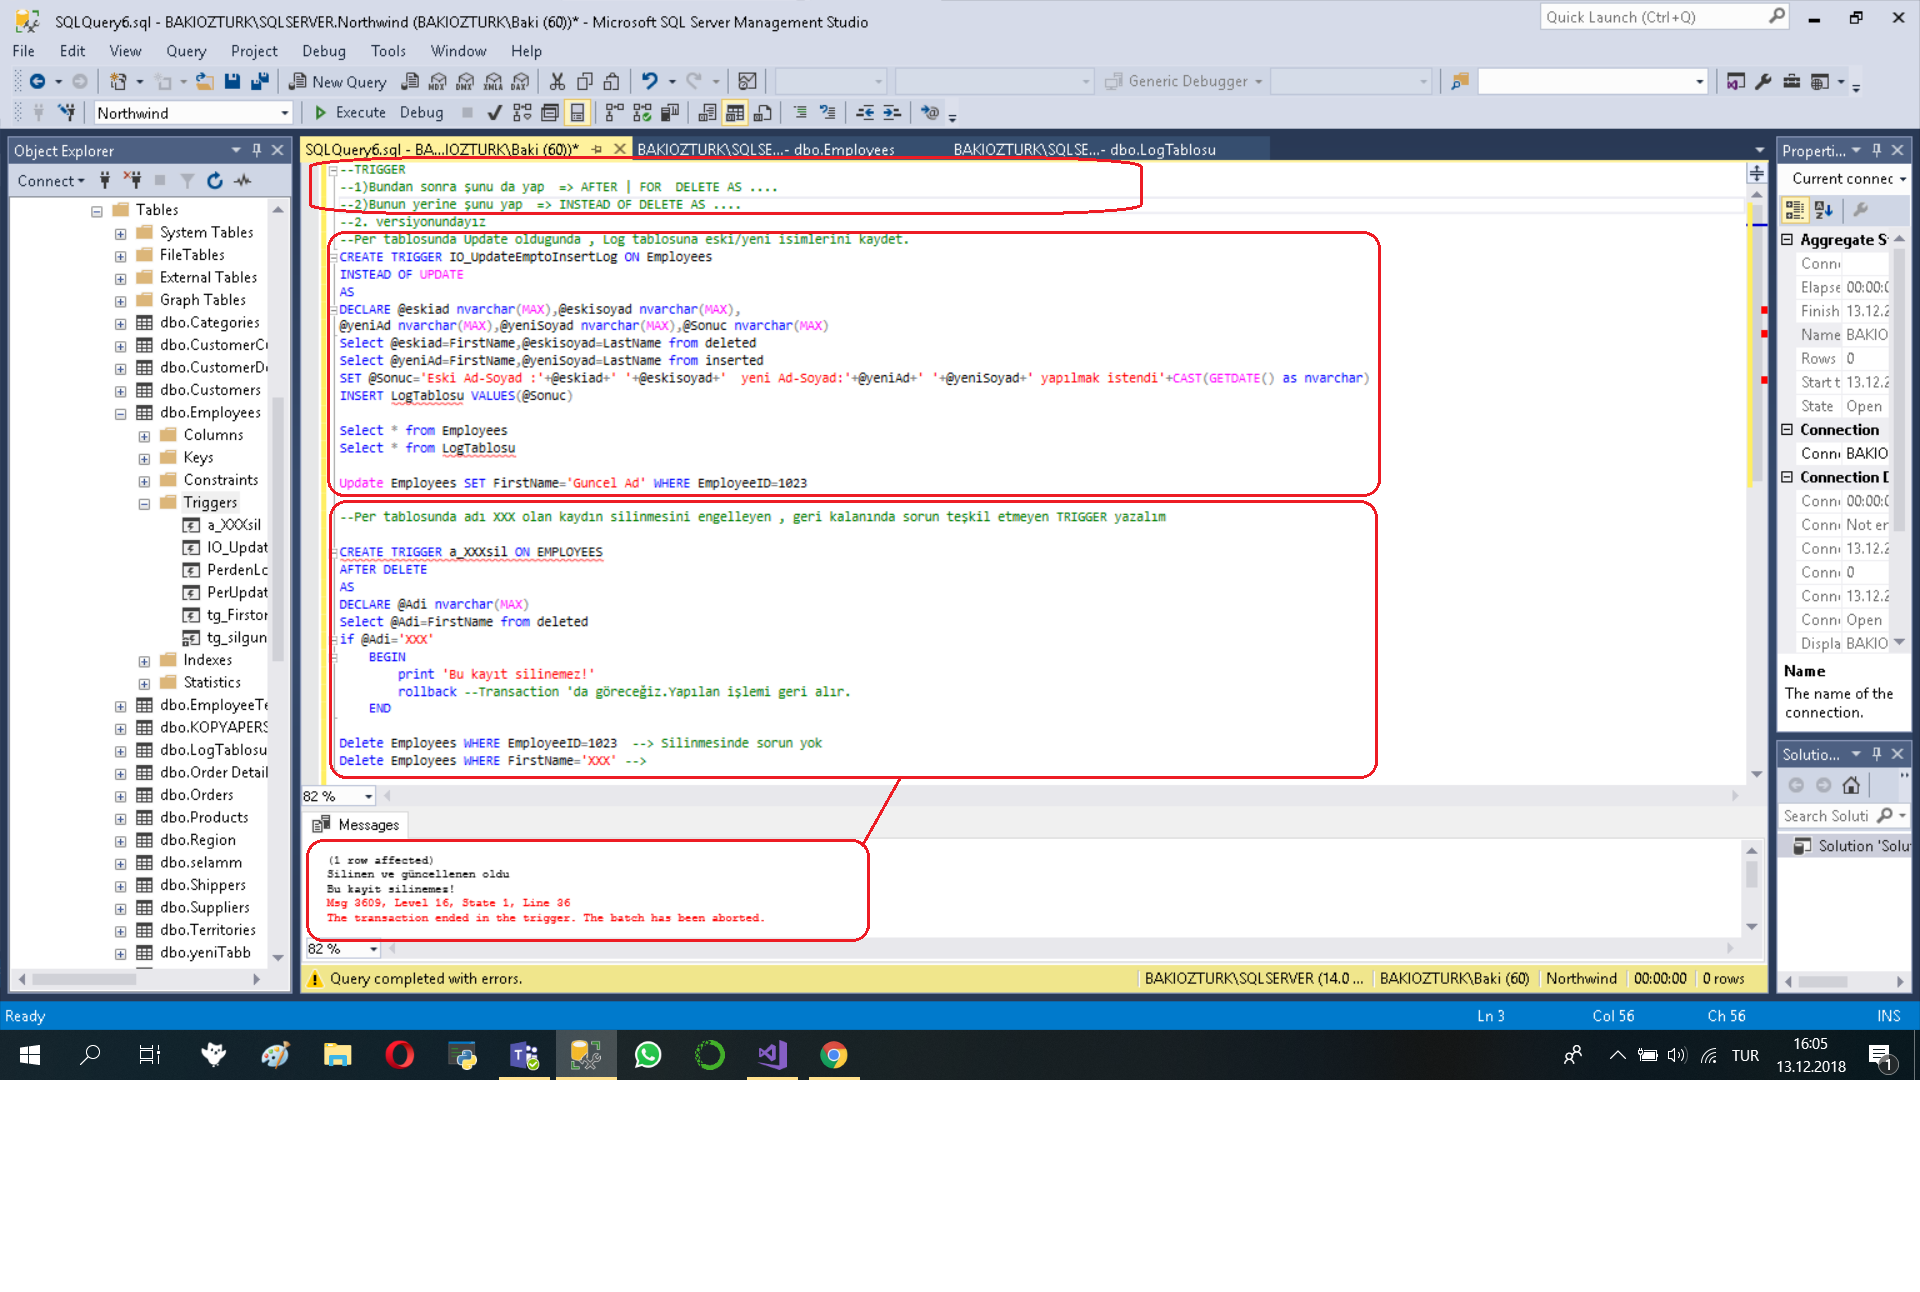 SQLQuery6.sql - BAKIOZTURK\SQLSERVER.Northwind (BAKIOZTURK\Baki (60))* - Microsoft SQL Server Management Studio
Quick Launch (Ctrl+Q)
File Edit View Query Project Debug Tools Window Help
New Query
MDX DMX XMLA DAX
Generic Debugger
Northwind
Execute Debug
Object Explorer
Connect
Tables
System Tables
FileTables
External Tables
Graph Tables
dbo.Categories
dbo.CustomerCu
dbo.CustomerDe
dbo.Customers
dbo.Employees
Columns
Keys
Constraints
Triggers
a_XXXsil
IO_Updat
PerdenLo
PerUpdat
tg_Firstor
tg_silgun
Indexes
Statistics
dbo.EmployeeTe
dbo.KOPYAPERS
dbo.LogTablosu
dbo.Order Detail
dbo.Orders
dbo.Products
dbo.Region
dbo.selamm
dbo.Shippers
dbo.Suppliers
dbo.Territories
dbo.yeniTabb
SQLQuery6.sql - BA...IOZTURK\Baki (60))* BAKIOZTURK\SQLSE...- dbo.Employees BAKIOZTURK\SQLSE...- dbo.LogTablosu
--TRIGGER
--1)Bundan sonra şunu da yap => AFTER | FOR DELETE AS ....
--2)Bunun yerine şunu yap => INSTEAD OF DELETE AS ....
--2. versiyonundayız
--Per tablosunda Update oldugunda , Log tablosuna eski/yeni isimlerini kaydet.
CREATE TRIGGER IO_UpdateEmptoInsertLog ON Employees
INSTEAD OF UPDATE
AS
DECLARE @eskiad nvarchar(MAX),@eskisoyad nvarchar(MAX),
@yeniAd nvarchar(MAX),@yeniSoyad nvarchar(MAX),@Sonuc nvarchar(MAX)
Select @eskiad=FirstName,@eskisoyad=LastName from deleted
Select @yeniAd=FirstName,@yeniSoyad=LastName from inserted
SET @Sonuc='Eski Ad-Soyad :'+@eskiad+' '+@eskisoyad+'  yeni Ad-Soyad:'+@yeniAd+' '+@yeniSoyad+' yapılmak istendi'+CAST(GETDATE() as nvarchar)
INSERT LogTablosu VALUES(@Sonuc)
Select * from Employees
Select * from LogTablosu
Update Employees SET FirstName='Guncel Ad' WHERE EmployeeID=1023
--Per tablosunda adı XXX olan kaydın silinmesini engelleyen , geri kalanında sorun teşkil etmeyen TRIGGER yazalım
CREATE TRIGGER a_XXXsil ON EMPLOYEES
AFTER DELETE
AS
DECLARE @Adi nvarchar(MAX)
Select @Adi=FirstName from deleted
if @Adi='XXX'
BEGIN
print 'Bu kayıt silinemez!'
rollback --Transaction 'da göreceğiz.Yapılan işlemi geri alır.
END
Delete Employees WHERE EmployeeID=1023 --> Silinmesinde sorun yok
Delete Employees WHERE FirstName='XXX' -->
82 %
Messages
(1 row affected)
Silinen ve güncellenen oldu
Bu kayit silinemez!
Msg 3609, Level 16, State 1, Line 36
The transaction ended in the trigger. The batch has been aborted.
82 %
Query completed with errors.
BAKIOZTURK\SQLSERVER (14.0 ... BAKIOZTURK\Baki (60) Northwind 00:00:00 0 rows
Properti...
Current connec
Aggregate S
Conn
Elapse 00:00:0
Finish 13.12.2
Name BAKIO
Rows 0
Start t 13.12.2
State Open
Connection
Conn BAKIO
Connection D
Conn 00:00:0
Conn Not er
Conn 13.12.2
Conn 0
Conn 13.12.2
Conn Open
Displa BAKIO
Name
The name of the
connection.
Solutio...
Search Soluti
Solution 'Solu
Ready Ln 3 Col 56 Ch 56 INS
TUR
16:05
13.12.2018
1